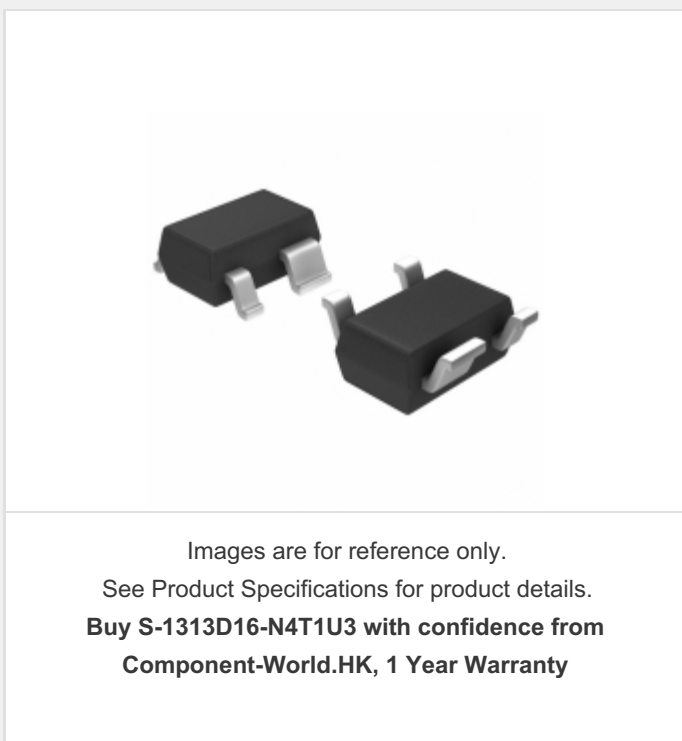 Images are for reference only.
See Product Specifications for product details.
Buy S-1313D16-N4T1U3 with confidence from
Component-World.HK, 1 Year Warranty